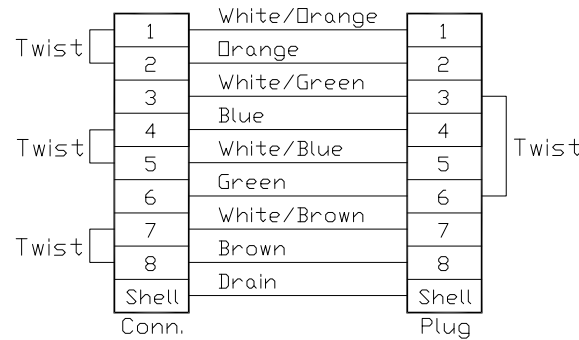 White/Orange
1 1
Twist Orange
2 2
White/Green
3 3
Blue
4 4
Twist White/Blue Twist
5 5
Green
6 6
White/Brown
7 7
Twist Brown
8 8
Drain
Shell Shell
Conn. Plug